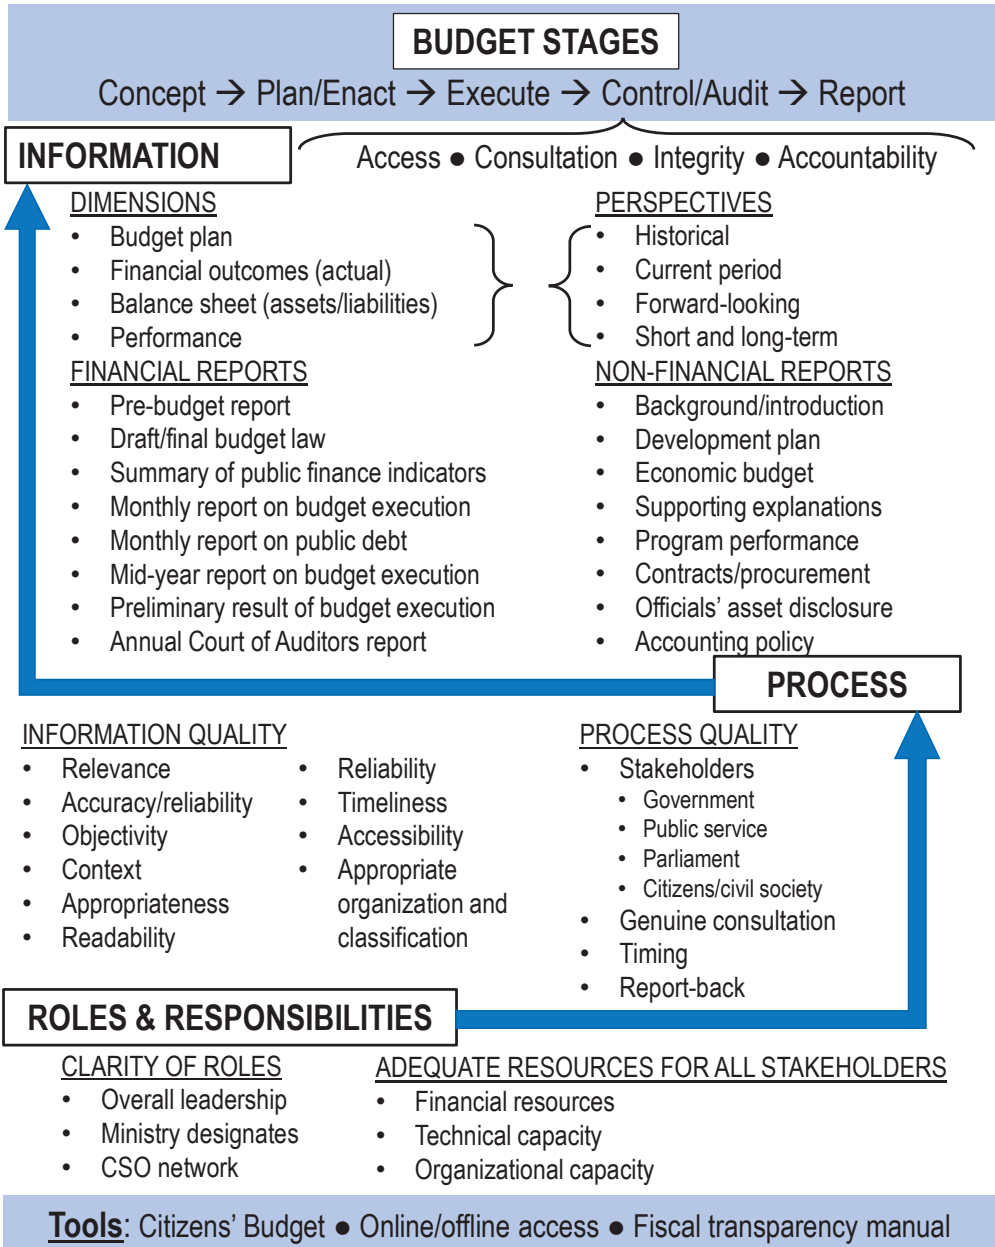 BUDGET STAGES
Concept → Plan/Enact → Execute → Control/Audit → Report
INFORMATION
Access ● Consultation ● Integrity ● Accountability
DIMENSIONS
• Budget plan
• Financial outcomes (actual)
• Balance sheet (assets/liabilities)
• Performance
PERSPECTIVES
• Historical
• Current period
• Forward-looking
• Short and long-term
FINANCIAL REPORTS
• Pre-budget report
• Draft/final budget law
• Summary of public finance indicators
• Monthly report on budget execution
• Monthly report on public debt
• Mid-year report on budget execution
• Preliminary result of budget execution
• Annual Court of Auditors report
NON-FINANCIAL REPORTS
• Background/introduction
• Development plan
• Economic budget
• Supporting explanations
• Program performance
• Contracts/procurement
• Officials' asset disclosure
• Accounting policy
PROCESS
INFORMATION QUALITY
• Relevance
• Accuracy/reliability
• Objectivity
• Context
• Appropriateness
• Readability
• Reliability
• Timeliness
• Accessibility
• Appropriate
organization and
classification
PROCESS QUALITY
• Stakeholders
• Government
• Public service
• Parliament
• Citizens/civil society
• Genuine consultation
• Timing
• Report-back
ROLES & RESPONSIBILITIES
CLARITY OF ROLES
• Overall leadership
• Ministry designates
• CSO network
ADEQUATE RESOURCES FOR ALL STAKEHOLDERS
• Financial resources
• Technical capacity
• Organizational capacity
Tools: Citizens' Budget ● Online/offline access ● Fiscal transparency manual